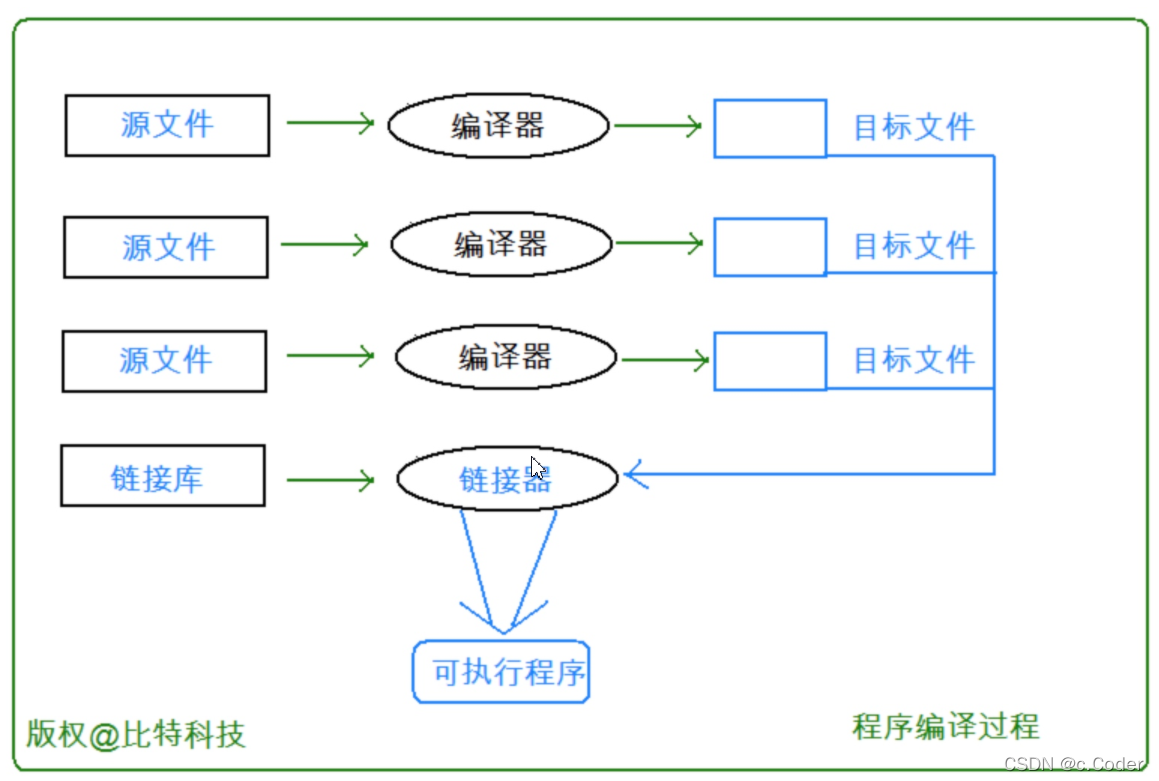 源文件 编译器 目标文件
源文件 编译器 目标文件
源文件 编译器 目标文件
链接库 链接器
可执行程序
版权@比特科技 程序编译过程
CSDN @c.Coder